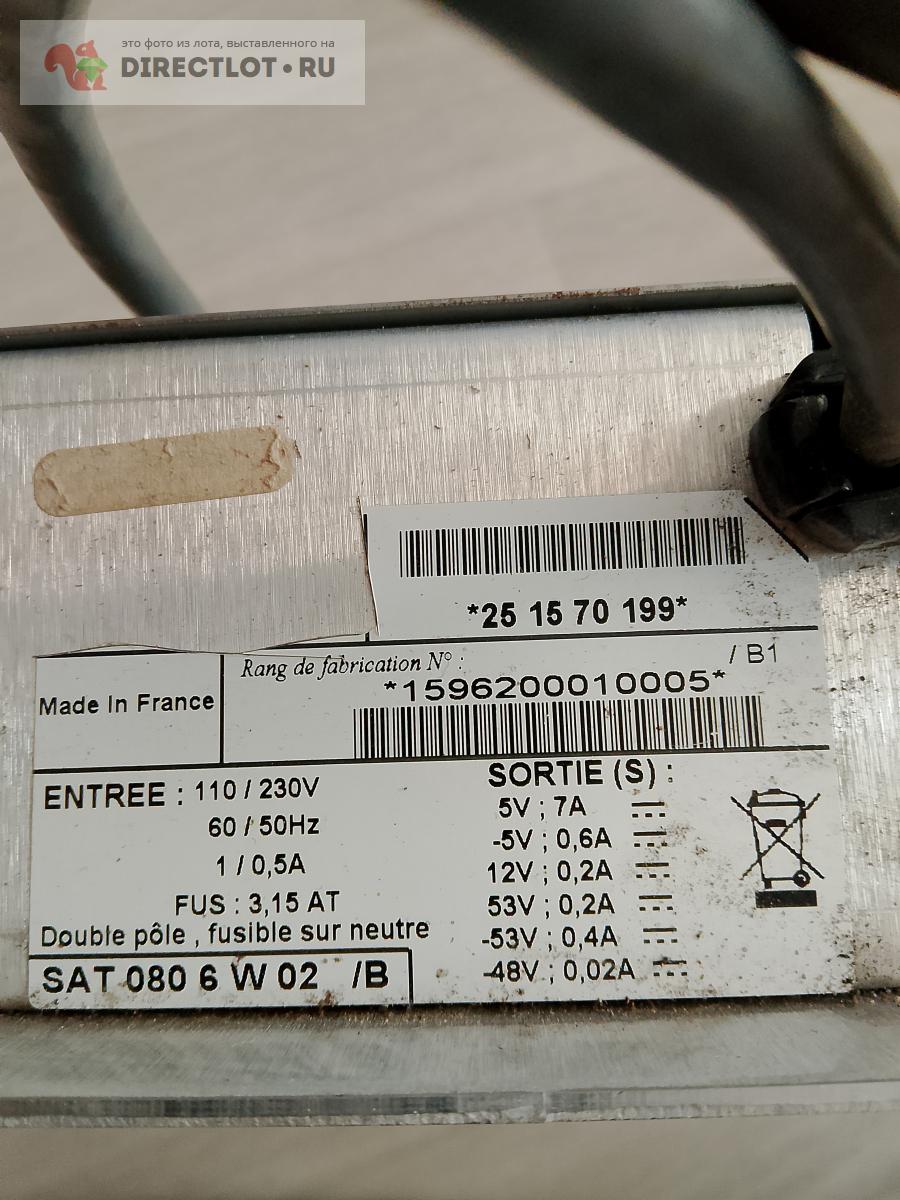 это фото из лота, выставленного на
DIRECTLOT•RU
*25 15 70 199*
Rang de fabrication N° :
/ B1
*1596200010005*
Made In France
ENTREE : 110 / 230V
60 / 50Hz
1 / 0,5A
FUS : 3,15 AT
Double pôle , fusible sur neutre
SAT 080 6 W 02 /B
SORTIE (S) :
5V ; 7A
-5V ; 0,6A
12V ; 0,2A
53V ; 0,2A
-53V ; 0,4A
-48V ; 0,02A